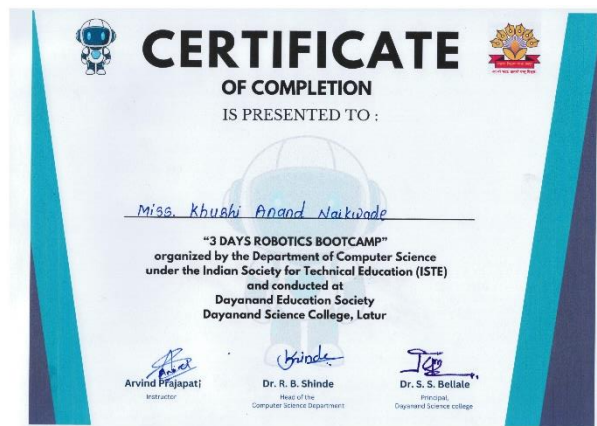 CERTIFICATE
OF COMPLETION
IS PRESENTED TO :
Miss. Khushi Anand Naikwade
“3 DAYS ROBOTICS BOOTCAMP”
organized by the Department of Computer Science
under the Indian Society for Technical Education (ISTE)
and conducted at
Dayanand Education Society
Dayanand Science College, Latur
Arvind Prajapati
Instructor
Dr. R. B. Shinde
Head of the
Computer Science Department
Dr. S. S. Bellale
Principal,
Dayanand Science college